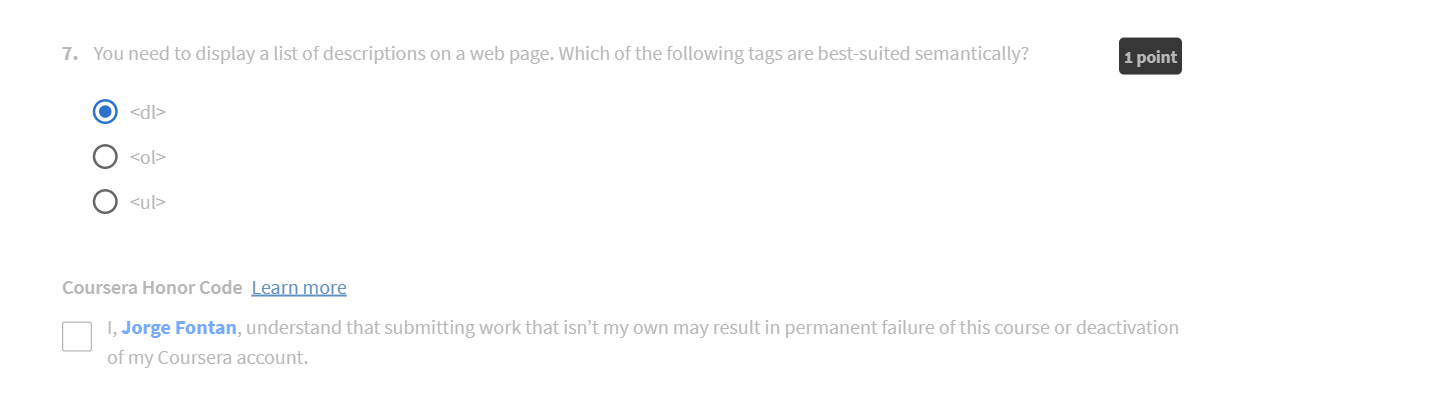 7. You need to display a list of descriptions on a web page. Which of the following tags are best-suited semantically?
1 point
<dl>
<ol>
<ul>
Coursera Honor Code Learn more
I, Jorge Fontan, understand that submitting work that isn’t my own may result in permanent failure of this course or deactivation
of my Coursera account.